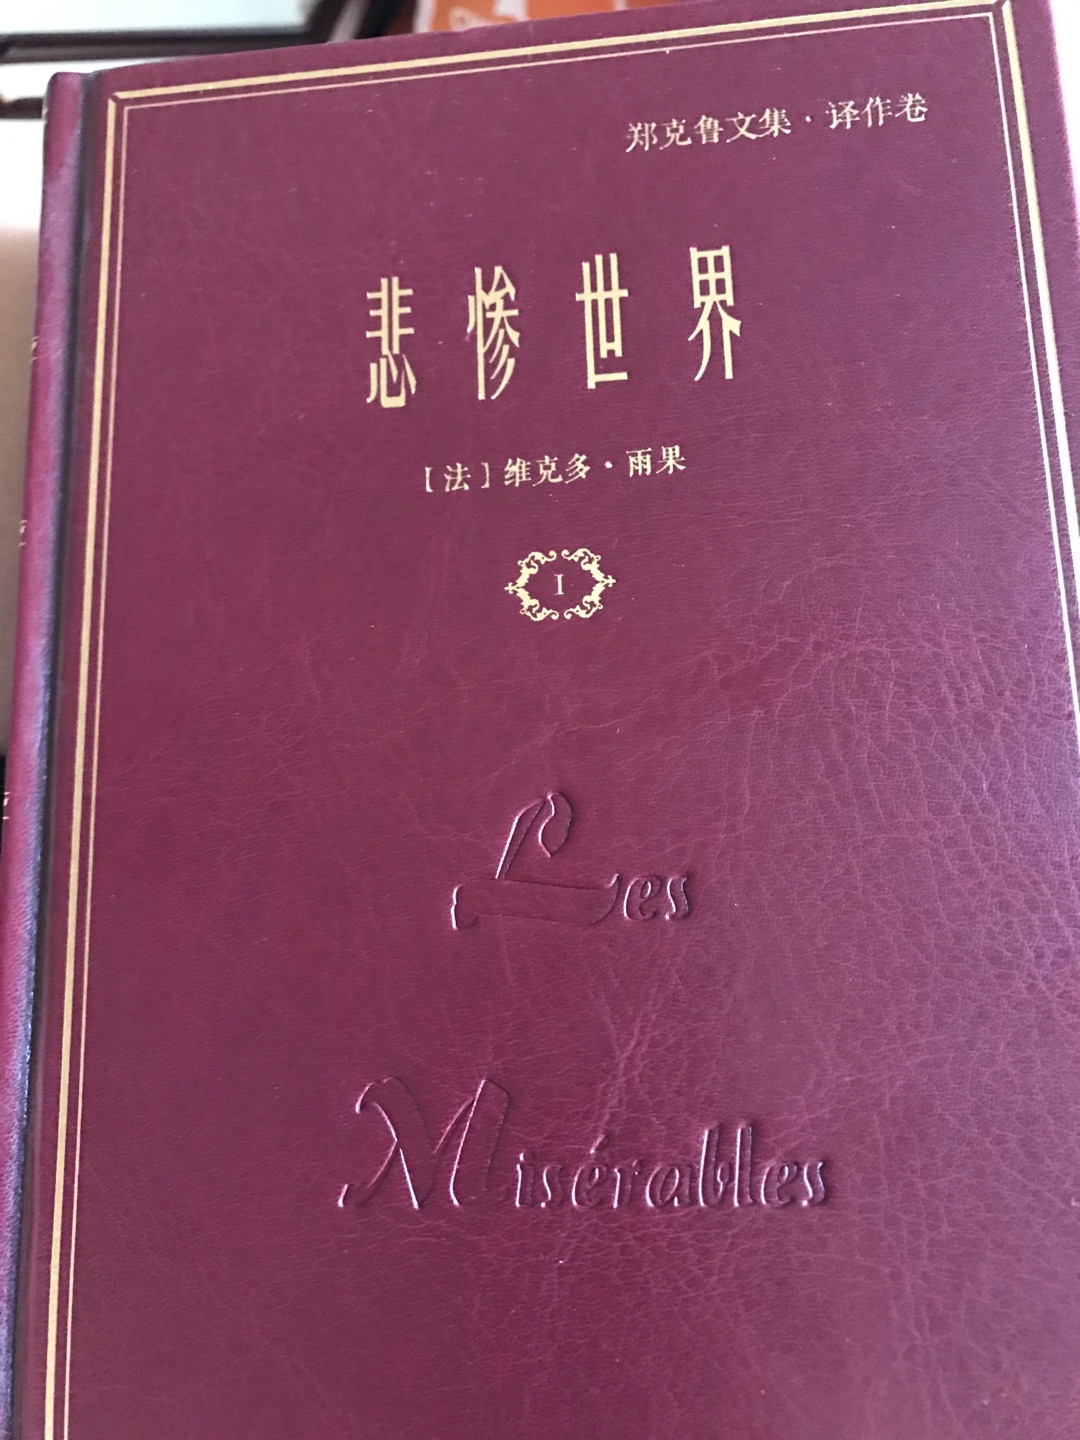 郑克鲁文集·译作卷
悲惨世界
[法]维克多·雨果
I
Les
Misérables